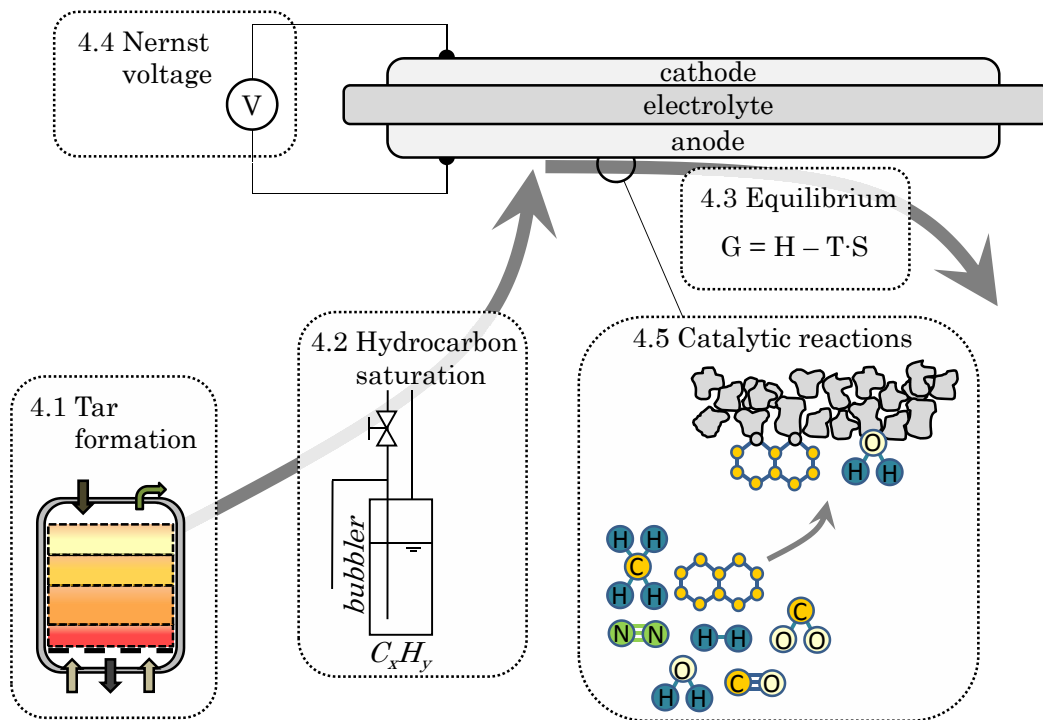 4.4 Nernst
voltage
V
cathode
electrolyte
anode
4.3 Equilibrium
G = H – T·S
4.2 Hydrocarbon
saturation
bubbler
CₓHᵧ
4.1 Tar
formation
4.5 Catalytic reactions
O
H H
H H
C
H H
N N
H H
C
O O
O
H H
C O